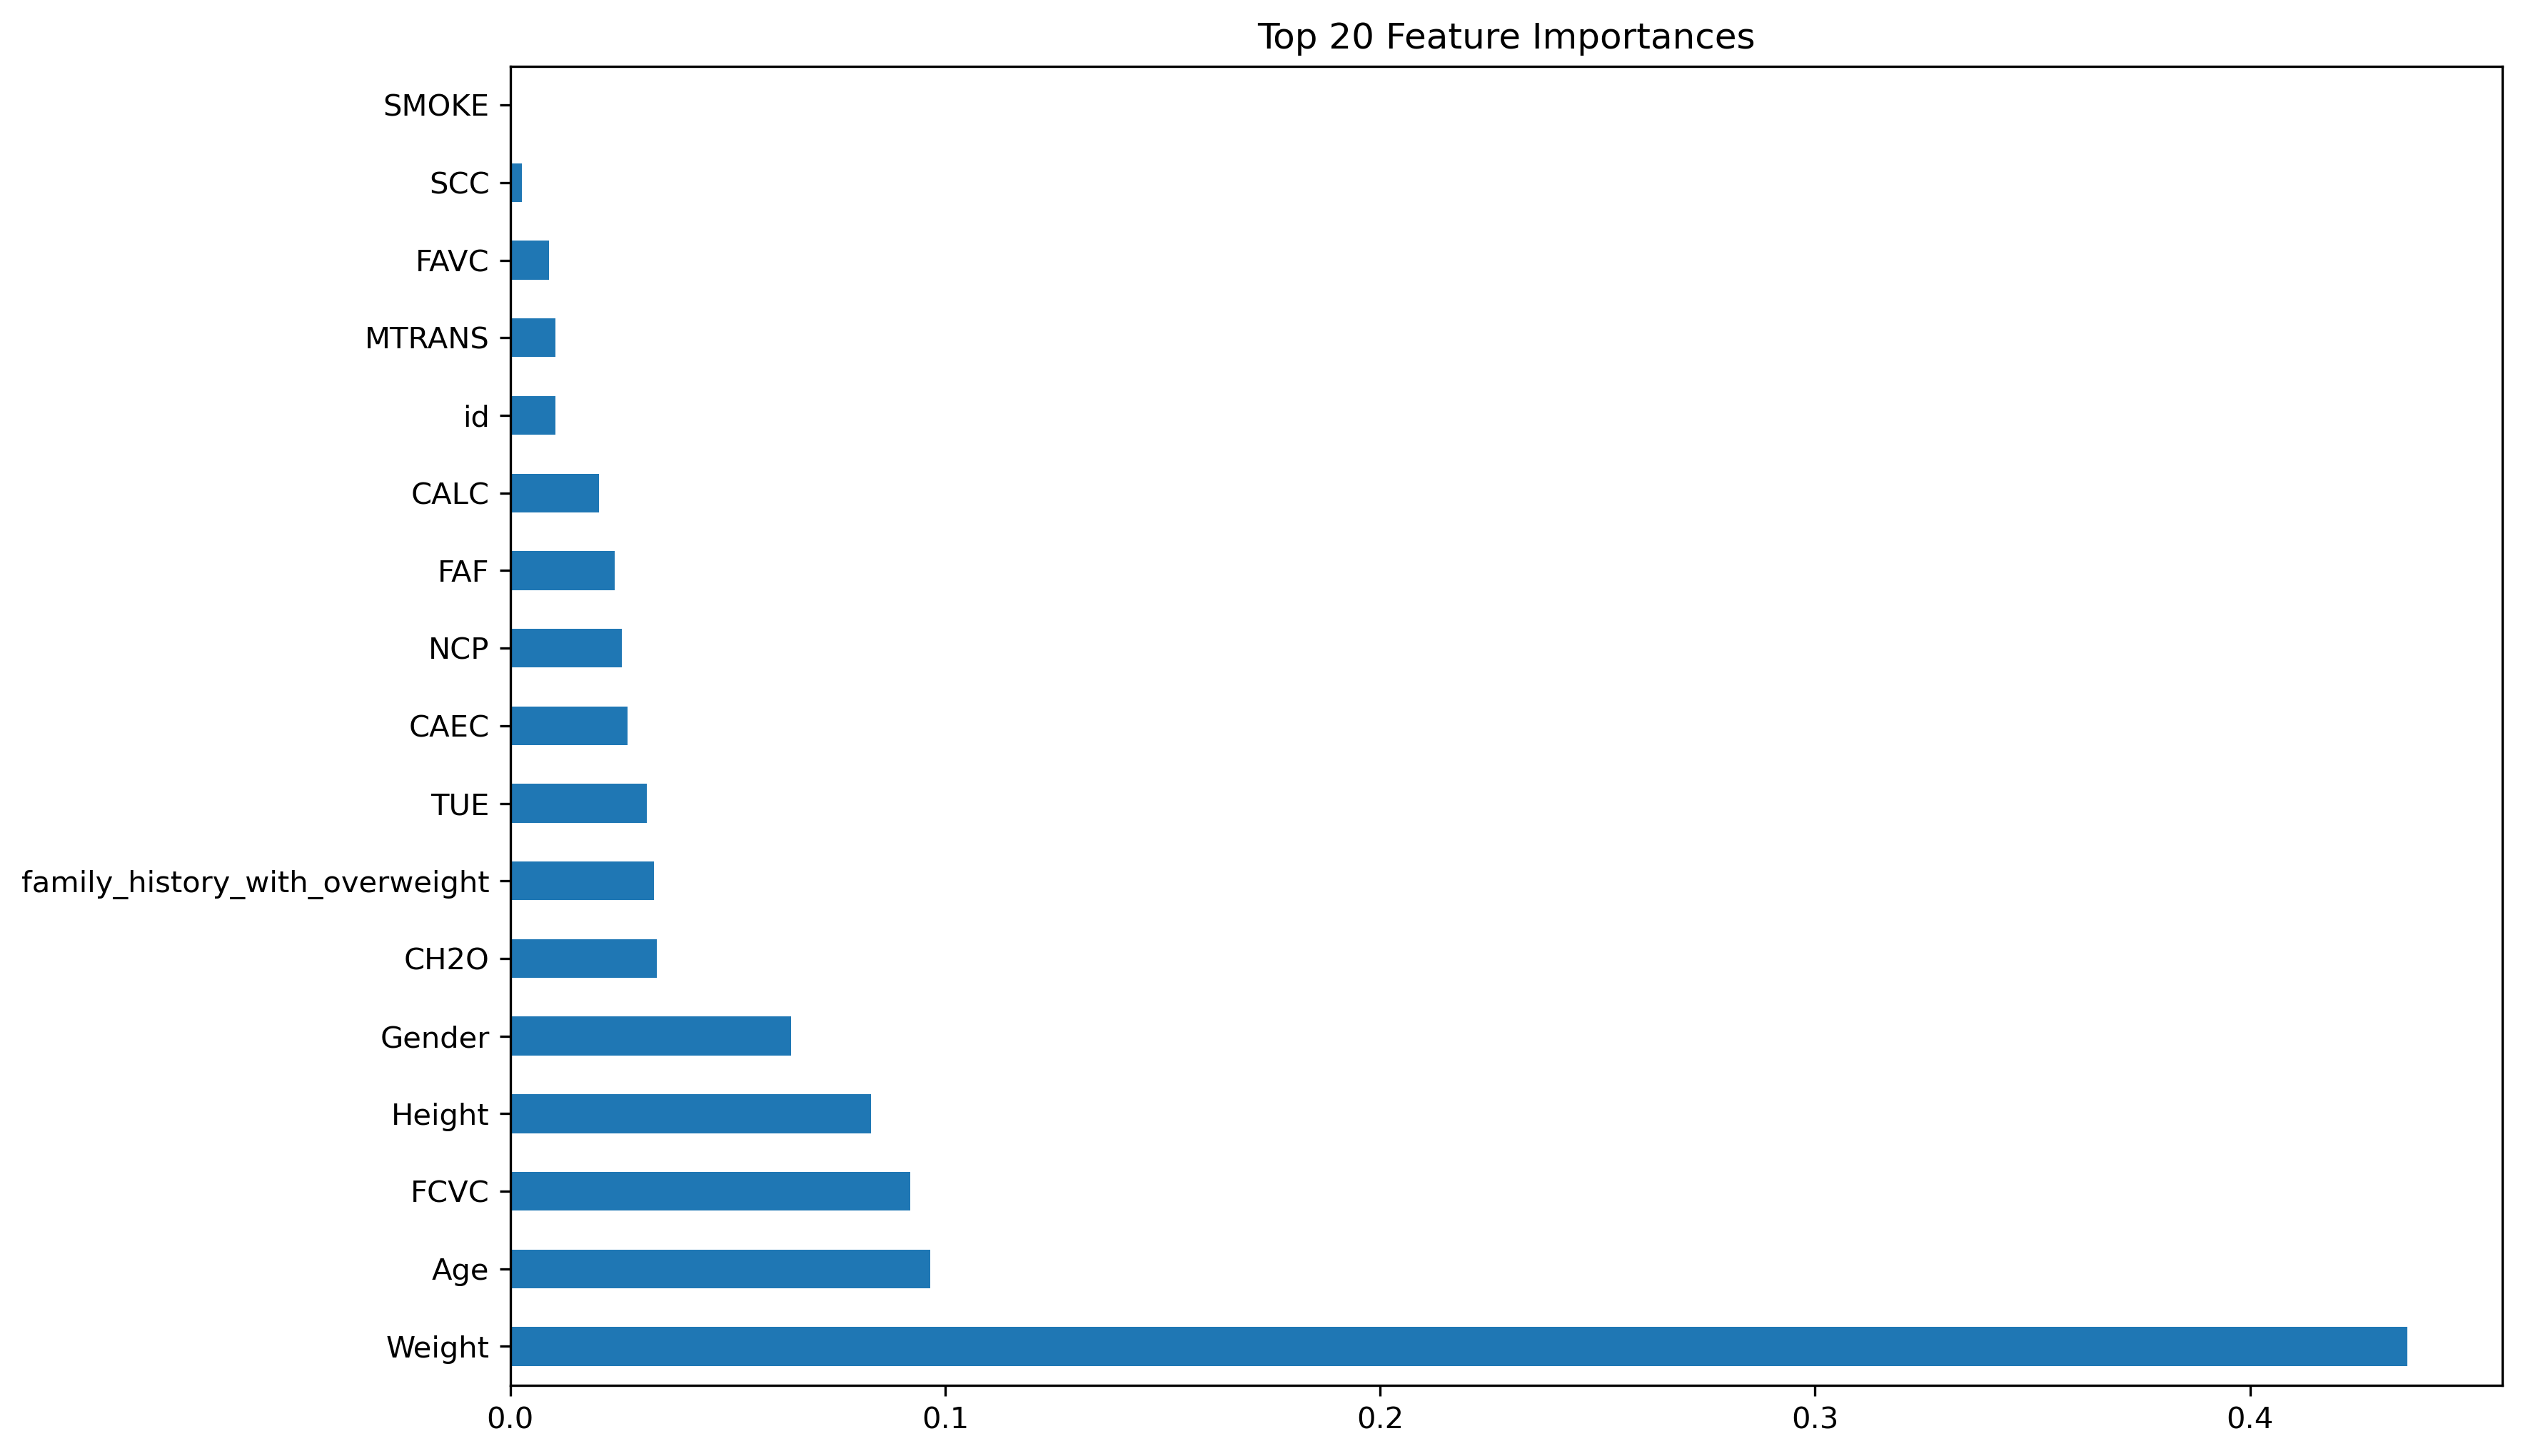 Top 20 Feature Importances
SMOKE
SCC
FAVC
MTRANS
id
CALC
FAF
NCP
CAEC
TUE
family_history_with_overweight
CH2O
Gender
Height
FCVC
Age
Weight
0.0 0.1 0.2 0.3 0.4